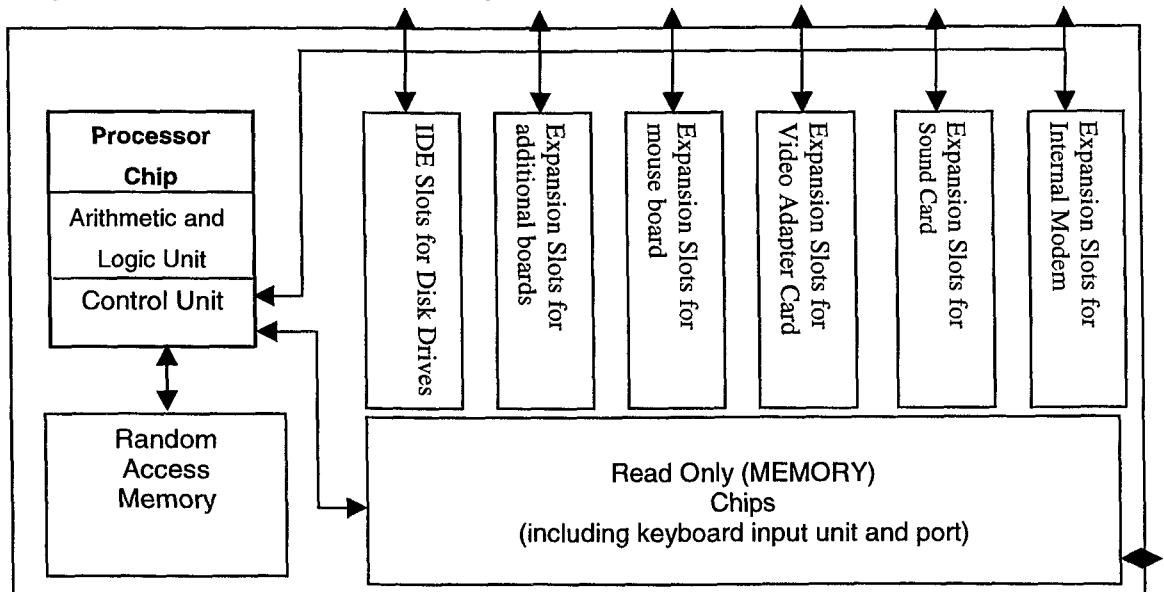 Processor
Chip
Arithmetic and
Logic Unit
Control Unit
Random
Access
Memory
IDE Slots for Disk Drives
Expansion Slots for
additional boards
Expansion Slots for
mouse board
Expansion Slots for
Video Adapter Card
Expansion Slots for
Sound Card
Expansion Slots for
Internal Modem
Read Only (MEMORY)
Chips
(including keyboard input unit and port)